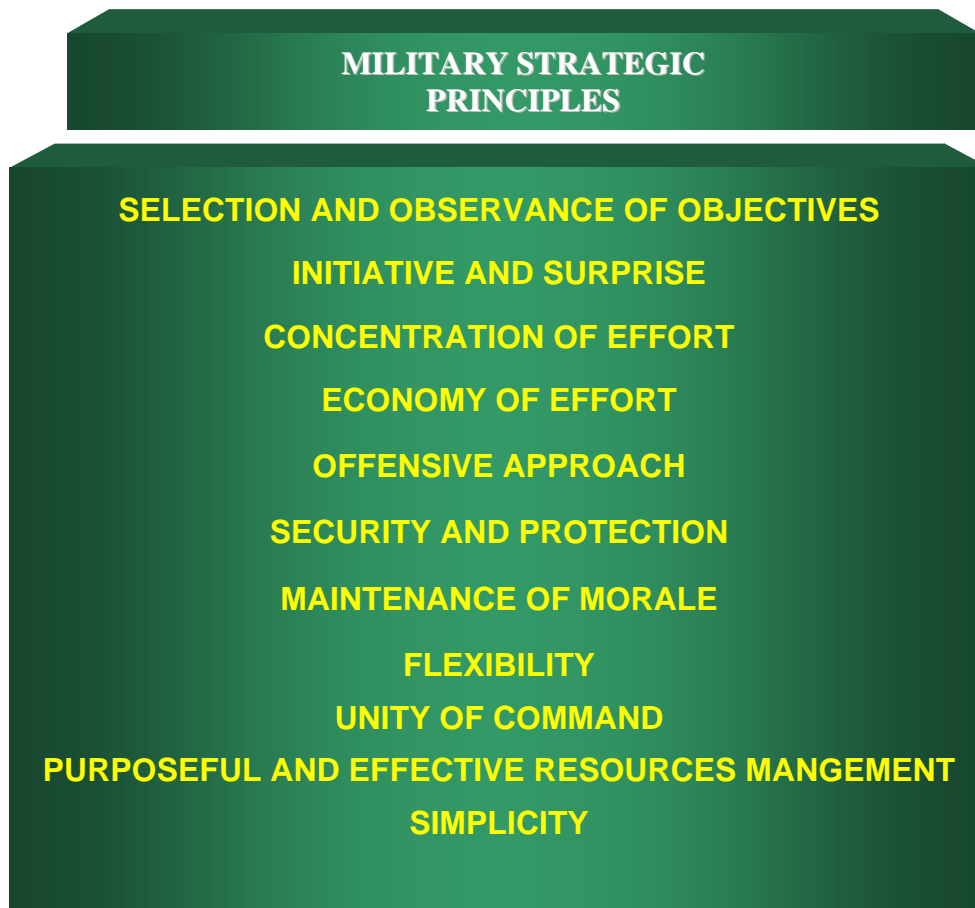 MILITARY STRATEGIC
PRINCIPLES
SELECTION AND OBSERVANCE OF OBJECTIVES
INITIATIVE AND SURPRISE
CONCENTRATION OF EFFORT
ECONOMY OF EFFORT
OFFENSIVE APPROACH
SECURITY AND PROTECTION
MAINTENANCE OF MORALE
FLEXIBILITY
UNITY OF COMMAND
PURPOSEFUL AND EFFECTIVE RESOURCES MANGEMENT
SIMPLICITY